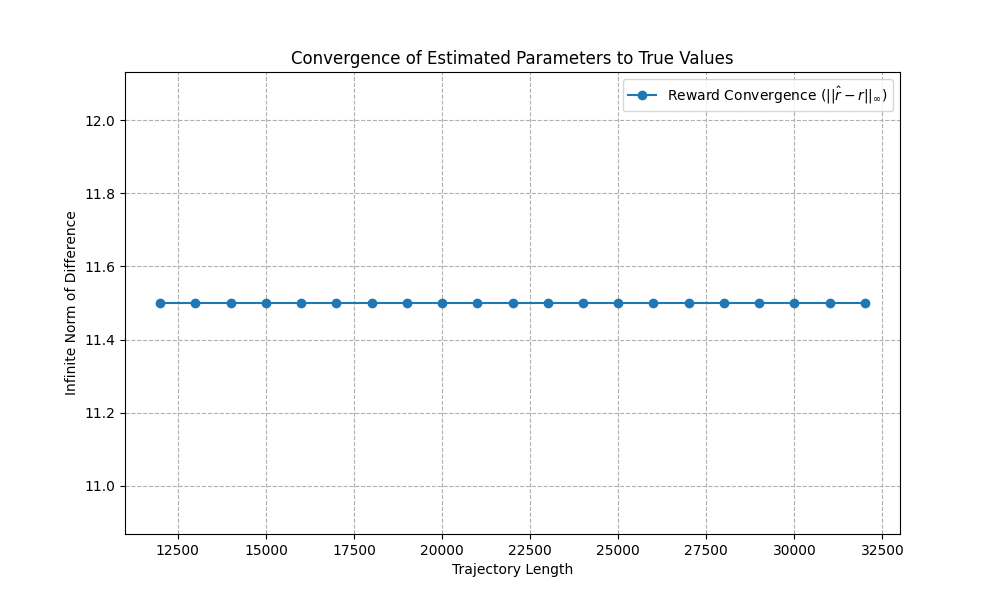 Convergence of Estimated Parameters to True Values
Reward Convergence (||r̂ − r||∞)
12.0
11.8
11.6
11.4
11.2
11.0
Infinite Norm of Difference
12500 15000 17500 20000 22500 25000 27500 30000 32500
Trajectory Length